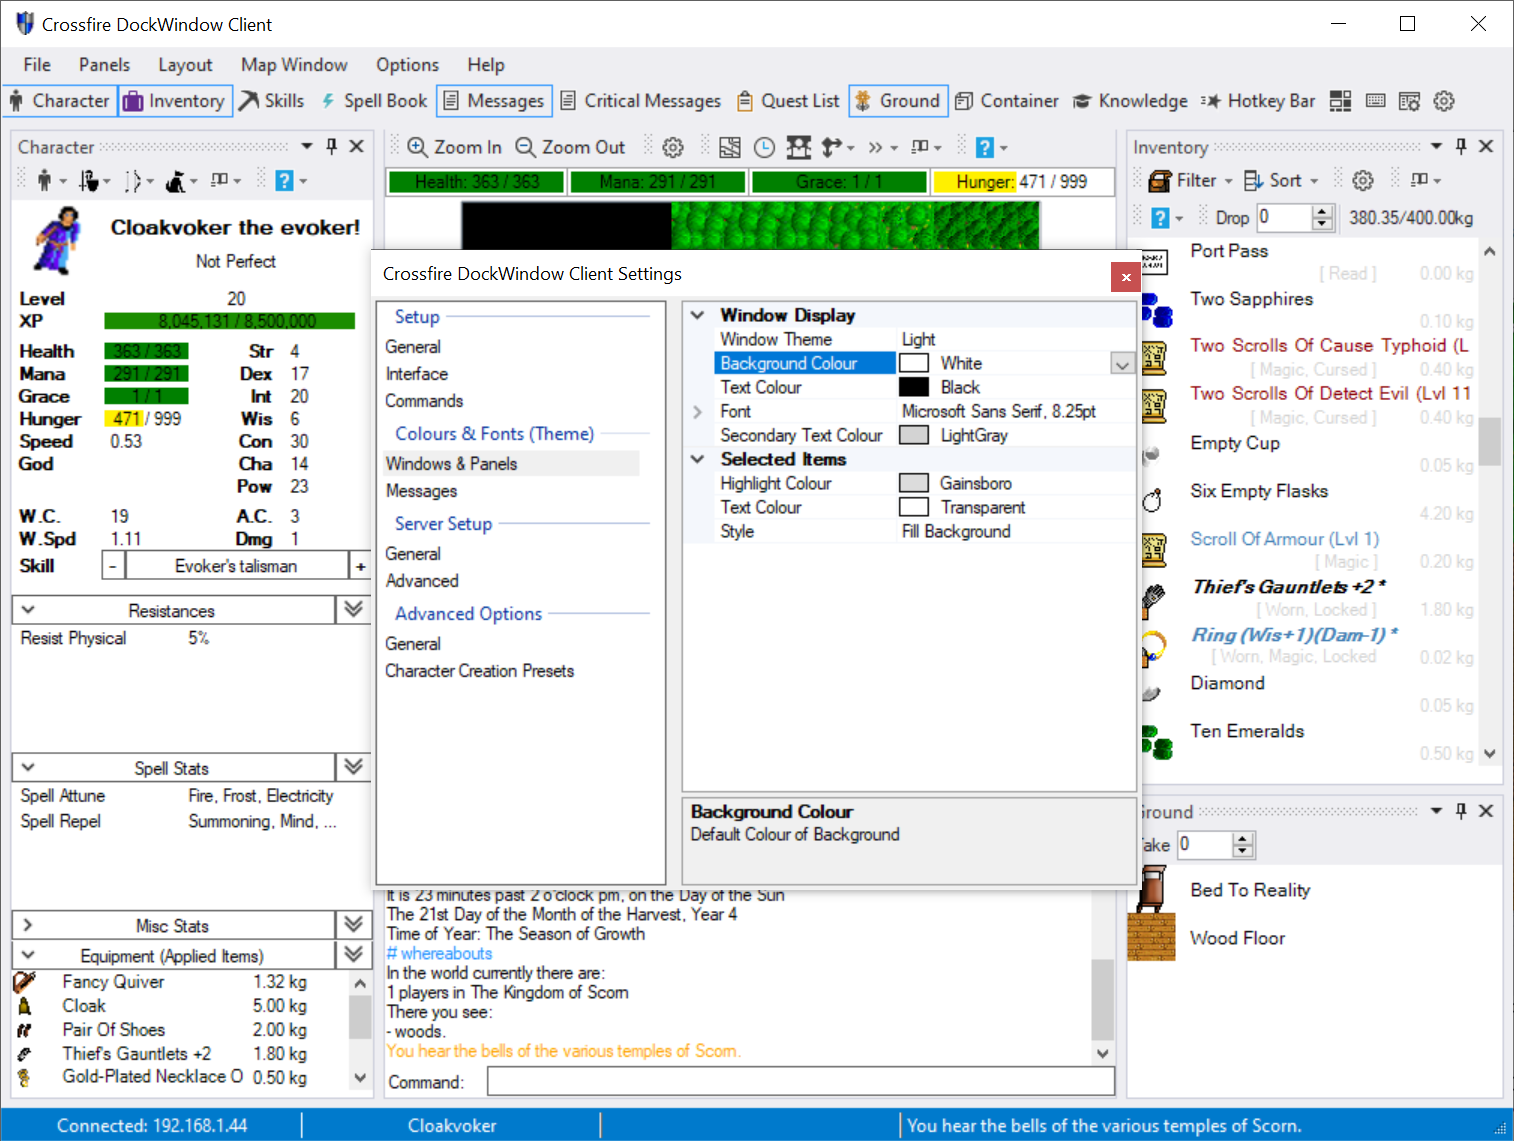 Crossfire DockWindow Client
File Panels Layout Map Window Options Help
Character Inventory Skills Spell Book Messages Critical Messages Quest List Ground Container Knowledge Hotkey Bar
Character
Cloakvoker the evoker!
Not Perfect
Level 20
XP 8,045,131 / 8,500,000
Health 363 / 363 Str 4
Mana 291 / 291 Dex 17
Grace 1 / 1 Int 20
Hunger 471 / 999 Wis 6
Speed 0.53 Con 30
God Cha 14
Pow 23
W.C. 19 A.C. 3
W.Spd 1.11 Dmg 1
Skill - Evoker's talisman +
Resistances
Resist Physical 5%
Spell Stats
Spell Attune Fire, Frost, Electricity
Spell Repel Summoning, Mind, ...
Misc Stats
Equipment (Applied Items)
Fancy Quiver 1.32 kg
Cloak 5.00 kg
Pair Of Shoes 2.00 kg
Thief's Gauntlets +2 1.80 kg
Gold-Plated Necklace O 0.50 kg
Zoom In Zoom Out
Health: 363 / 363 Mana: 291 / 291 Grace: 1 / 1 Hunger: 471 / 999
Crossfire DockWindow Client Settings
Setup
General
Interface
Commands
Colours & Fonts (Theme)
Windows & Panels
Messages
Server Setup
General
Advanced
Advanced Options
General
Character Creation Presets
Window Display
Window Theme Light
Background Colour White
Text Colour Black
Font Microsoft Sans Serif, 8.25pt
Secondary Text Colour LightGray
Selected Items
Highlight Colour Gainsboro
Text Colour Transparent
Style Fill Background
Background Colour
Default Colour of Background
It is 23 minutes past 2 o'clock pm, on the Day of the Sun
The 21st Day of the Month of the Harvest, Year 4
Time of Year: The Season of Growth
# whereabouts
In the world currently there are:
1 players in The Kingdom of Scorn
There you see:
- woods.
You hear the bells of the various temples of Scorn.
Command:
Inventory
Filter Sort
Drop 0 380.35/400.00kg
Port Pass
[ Read ] 0.00 kg
Two Sapphires
0.10 kg
Two Scrolls Of Cause Typhoid (L
[ Magic, Cursed ] 0.40 kg
Two Scrolls Of Detect Evil (Lvl 11
[ Magic, Cursed ] 0.40 kg
Empty Cup
0.05 kg
Six Empty Flasks
4.20 kg
Scroll Of Armour (Lvl 1)
[ Magic ] 0.20 kg
Thief's Gauntlets +2 *
[ Worn, Locked ] 1.80 kg
Ring (Wis+1)(Dam-1) *
[ Worn, Magic, Locked 0.02 kg
Diamond
0.05 kg
Ten Emeralds
0.50 kg
round
ake 0
Bed To Reality
Wood Floor
Connected: 192.168.1.44 Cloakvoker You hear the bells of the various temples of Scorn.